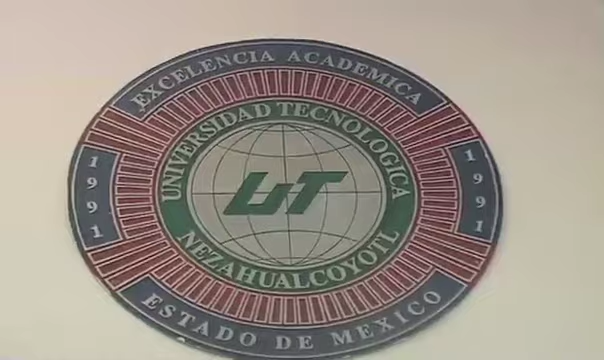 EXCELENCIA ACADEMICA
UNIVERSIDAD TECNOLOGICA
1991
UT
1991
NEZAHUALCOYOTL
ESTADO DE MEXICO